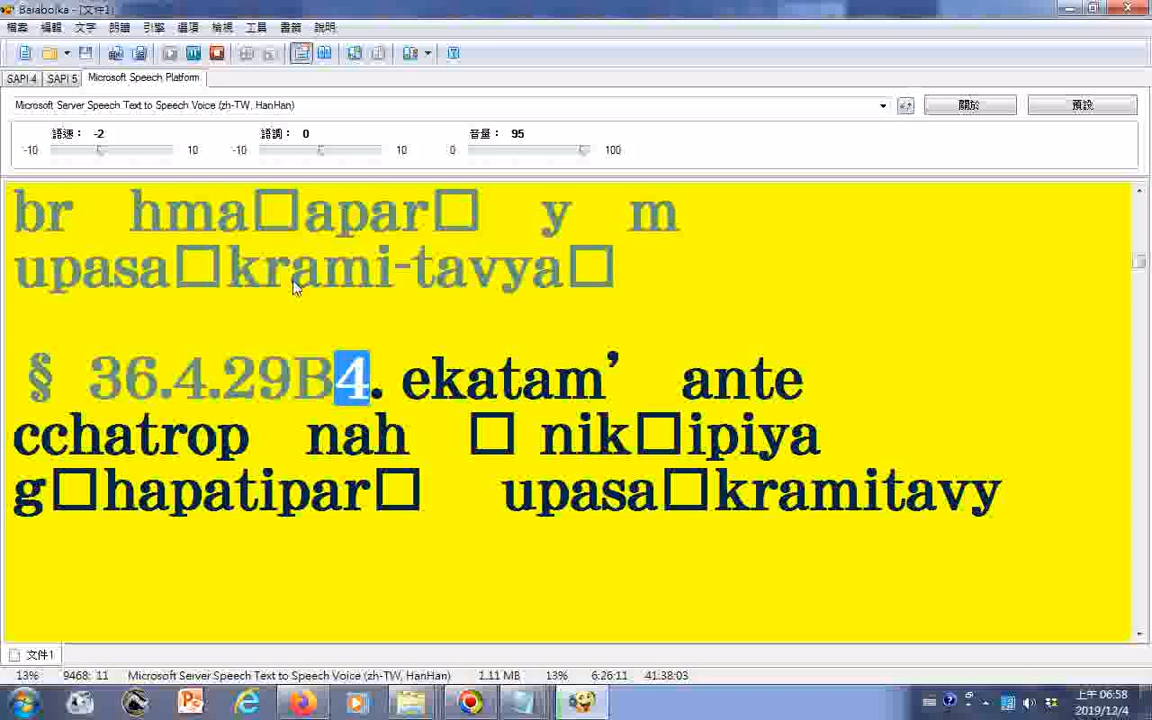 Balabolka - [文件1]
檔案 編輯 文字 朗讀 引擎 選項 檢視 工具 書籤 說明
SAPI 4 SAPI 5 Microsoft Speech Platform
Microsoft Server Speech Text to Speech Voice (zh-TW, HanHan) 關於 預設
語速： -2 語調： 0 音量： 95
-10 10 -10 10 0 100
br hma□apar□ y m
upasa□krami-tavya□
§ 36.4.29B4. ekatam’ ante
cchatrop nah □ nik□ipiya
g□hapatipar□ upasa□kramitavy
文件1
13% 9468: 11 Microsoft Server Speech Text to Speech Voice (zh-TW, HanHan) 1.11 MB 13% 6:26:11 41:38:03
上午 06:58
2019/12/4